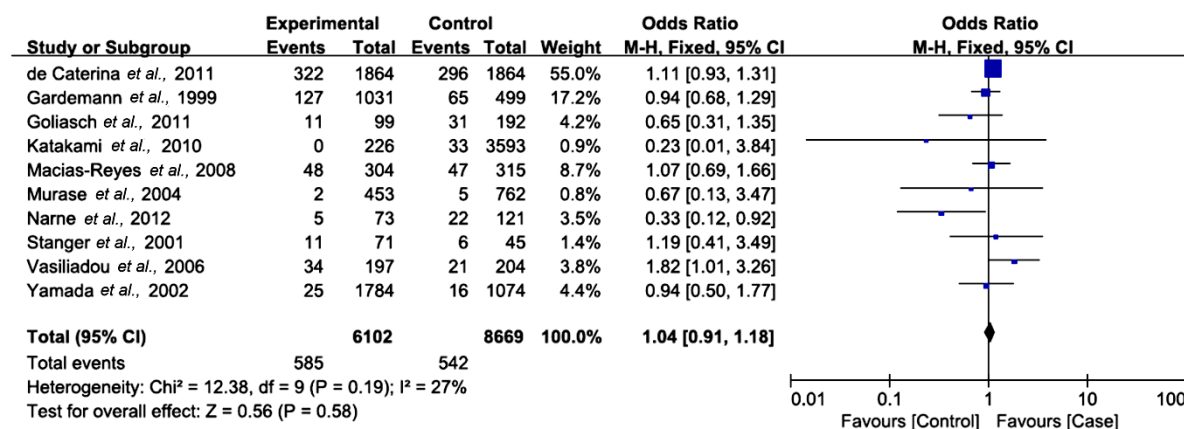 Experimental Control Odds Ratio Odds Ratio
Study or Subgroup Events Total Events Total Weight M-H, Fixed, 95% CI M-H, Fixed, 95% CI
de Caterina et al., 2011 322 1864 296 1864 55.0% 1.11 [0.93, 1.31]
Gardemann et al., 1999 127 1031 65 499 17.2% 0.94 [0.68, 1.29]
Goliasch et al., 2011 11 99 31 192 4.2% 0.65 [0.31, 1.35]
Katakami et al., 2010 0 226 33 3593 0.9% 0.23 [0.01, 3.84]
Macias-Reyes et al., 2008 48 304 47 315 8.7% 1.07 [0.69, 1.66]
Murase et al., 2004 2 453 5 762 0.8% 0.67 [0.13, 3.47]
Narne et al., 2012 5 73 22 121 3.5% 0.33 [0.12, 0.92]
Stanger et al., 2001 11 71 6 45 1.4% 1.19 [0.41, 3.49]
Vasiliadou et al., 2006 34 197 21 204 3.8% 1.82 [1.01, 3.26]
Yamada et al., 2002 25 1784 16 1074 4.4% 0.94 [0.50, 1.77]
Total (95% CI) 6102 8669 100.0% 1.04 [0.91, 1.18]
Total events 585 542
Heterogeneity: Chi² = 12.38, df = 9 (P = 0.19); I² = 27%
Test for overall effect: Z = 0.56 (P = 0.58)
0.01 0.1 1 10 100
Favours [Control] Favours [Case]